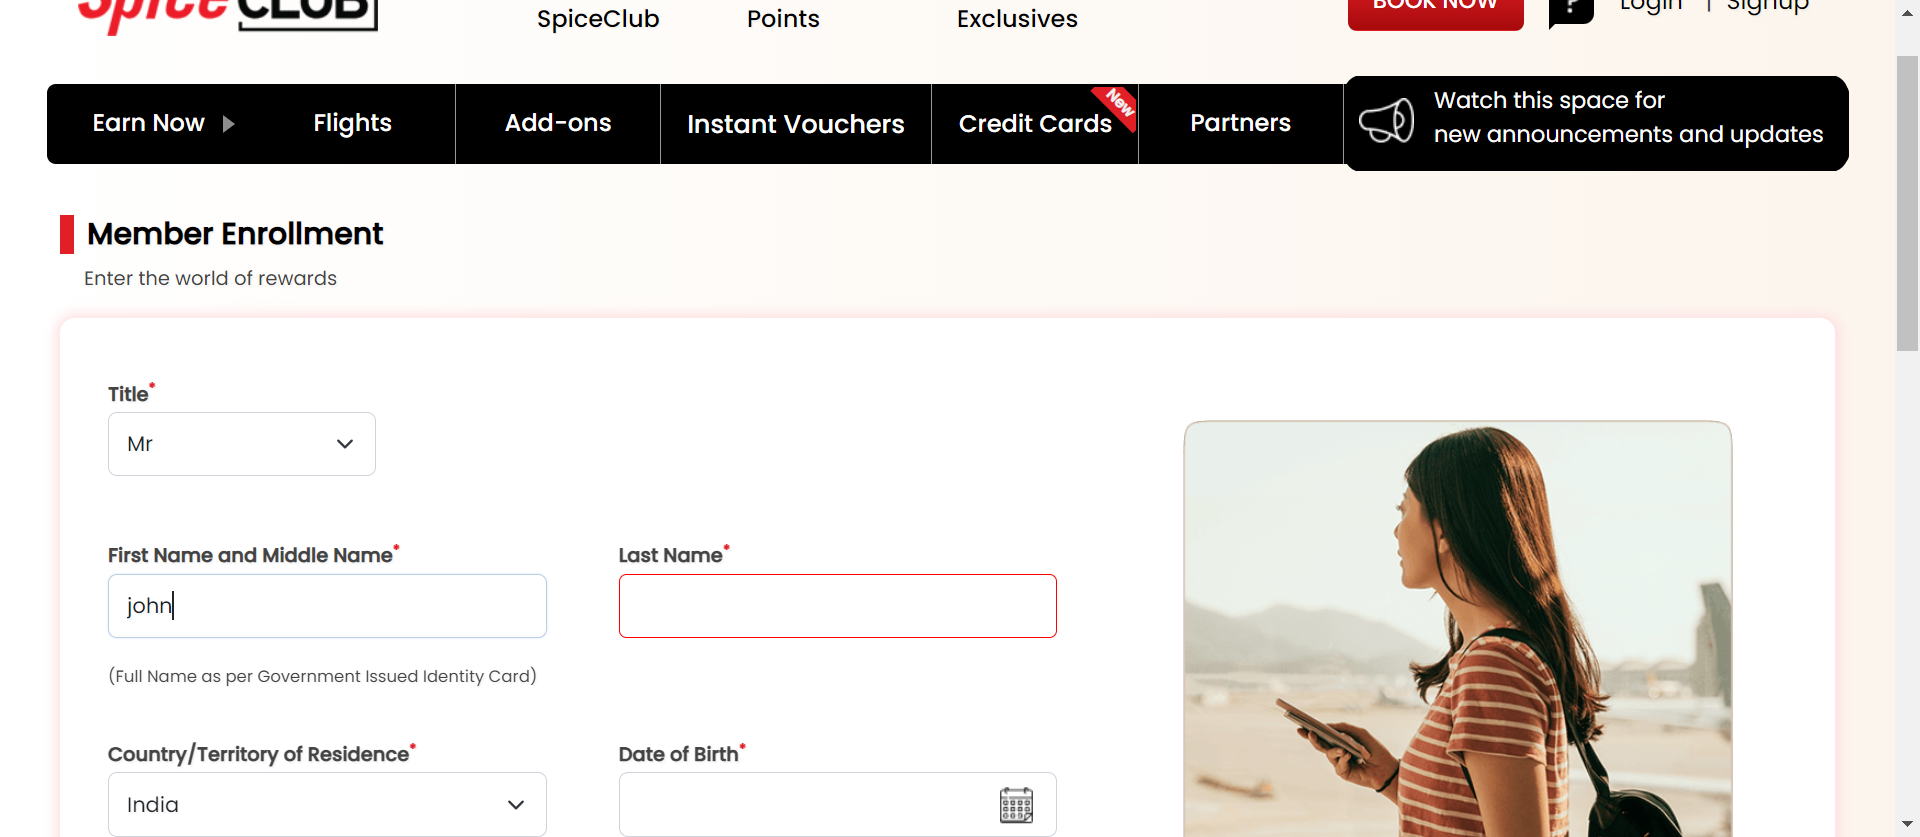 Spice CLUB
SpiceClub
Points
Exclusives
BOOK NOW
?
Login | Signup
Earn Now
Flights
Add-ons
Instant Vouchers
Credit Cards
New
Partners
Watch this space for
new announcements and updates
Member Enrollment
Enter the world of rewards
Title*
Mr
First Name and Middle Name*
Last Name*
john
(Full Name as per Government Issued Identity Card)
Country/Territory of Residence*
Date of Birth*
India